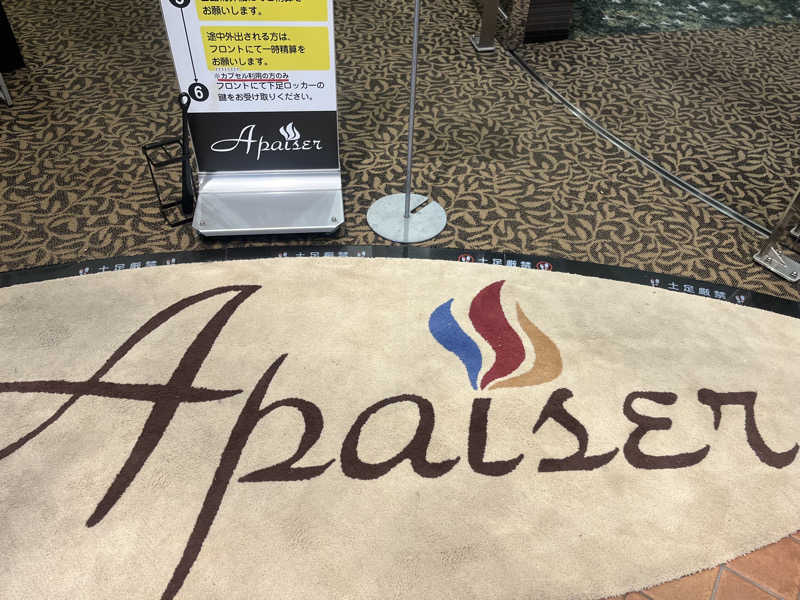 お願いします。
途中外出される方は、
フロントにて一時精算を
お願いします。
※カプセル利用の方のみ
6
フロントにて下足ロッカーの
鍵をお受け取りください。
Apaiser
土足厳禁
土足厳禁
土足厳禁
土足厳禁
Apaiser